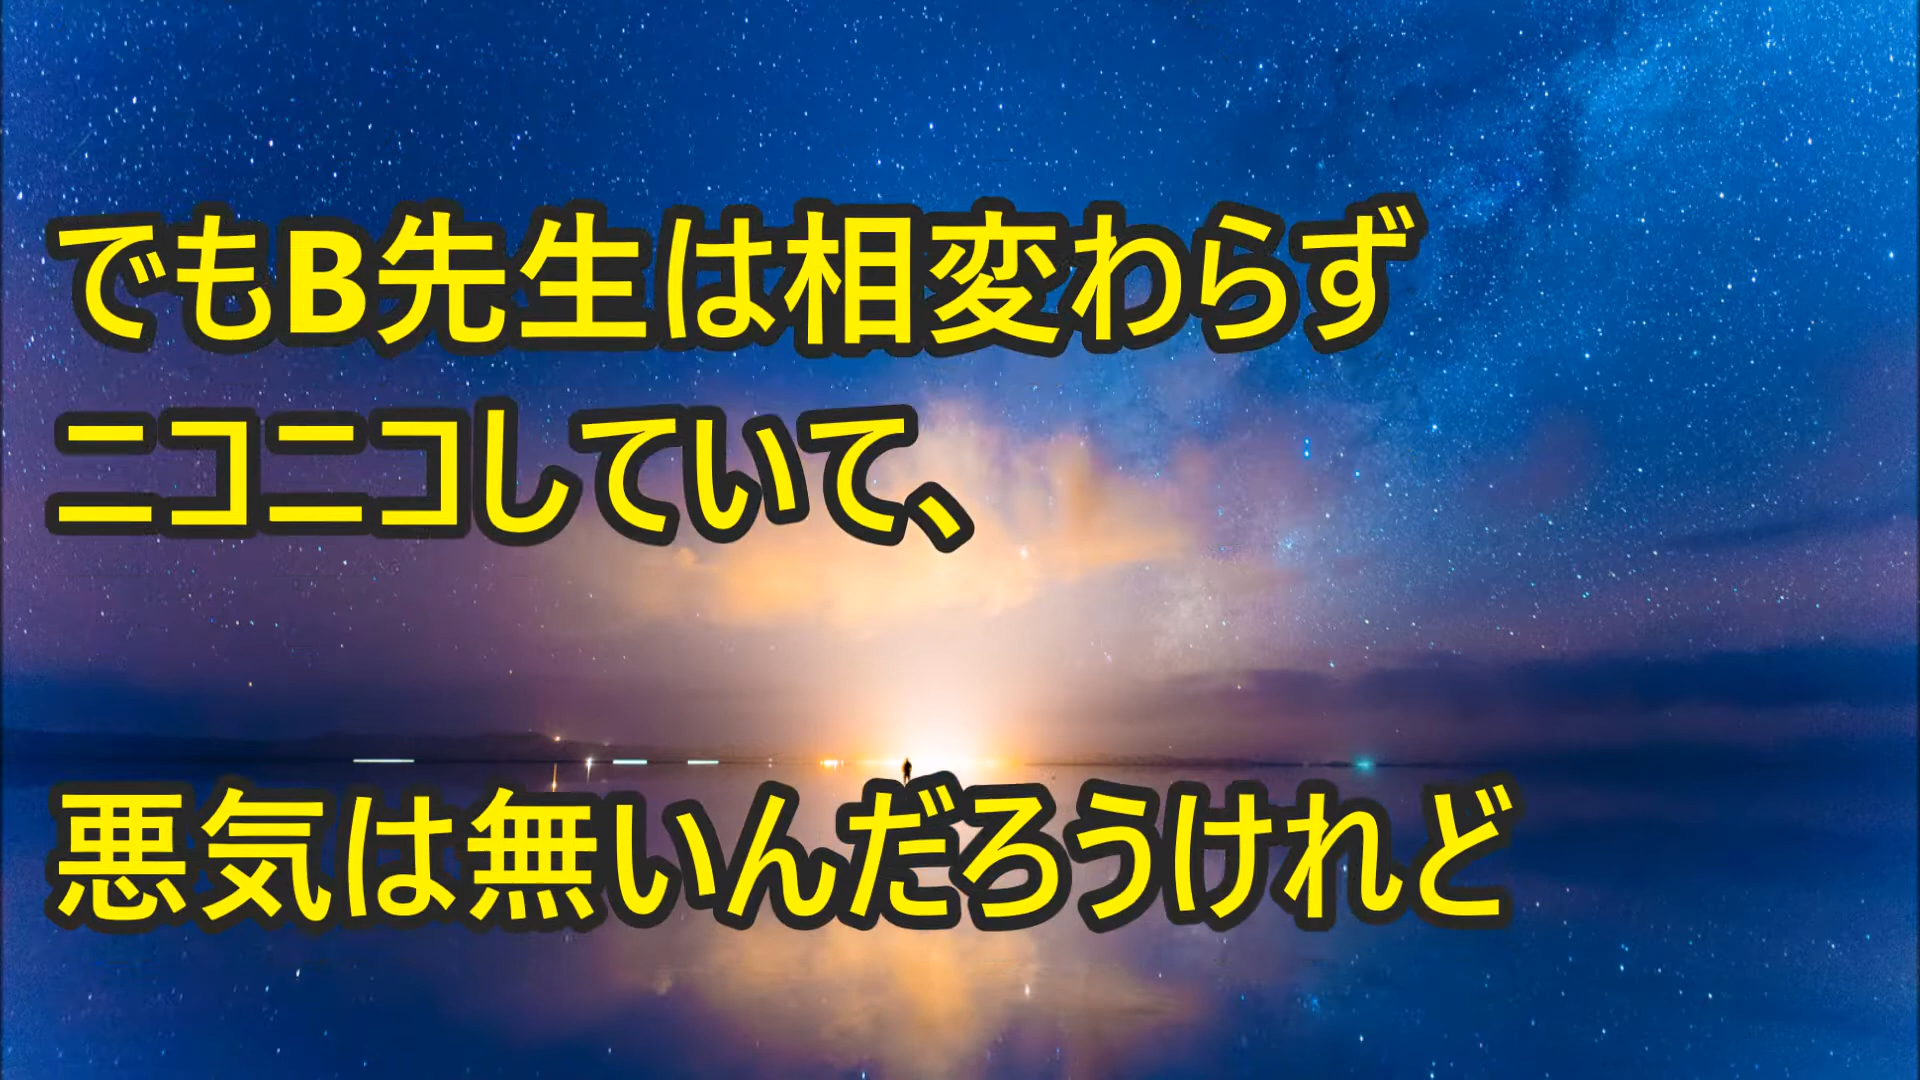 でもB先生は相変わらず
ニコニコしていて、
悪気は無いんだろうけれど